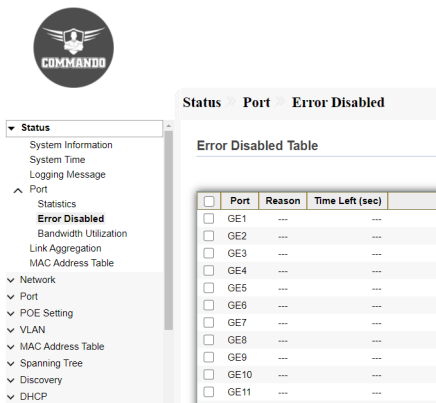 COMMANDO
Status Port Error Disabled
Status
System Information
System Time
Logging Message
Port
Statistics
Error Disabled
Bandwidth Utilization
Link Aggregation
MAC Address Table
Network
Port
POE Setting
VLAN
MAC Address Table
Spanning Tree
Discovery
DHCP
Error Disabled Table
Port Reason Time Left (sec)
GE1 --- ---
GE2 --- ---
GE3 --- ---
GE4 --- ---
GE5 --- ---
GE6 --- ---
GE7 --- ---
GE8 --- ---
GE9 --- ---
GE10 --- ---
GE11 --- ---